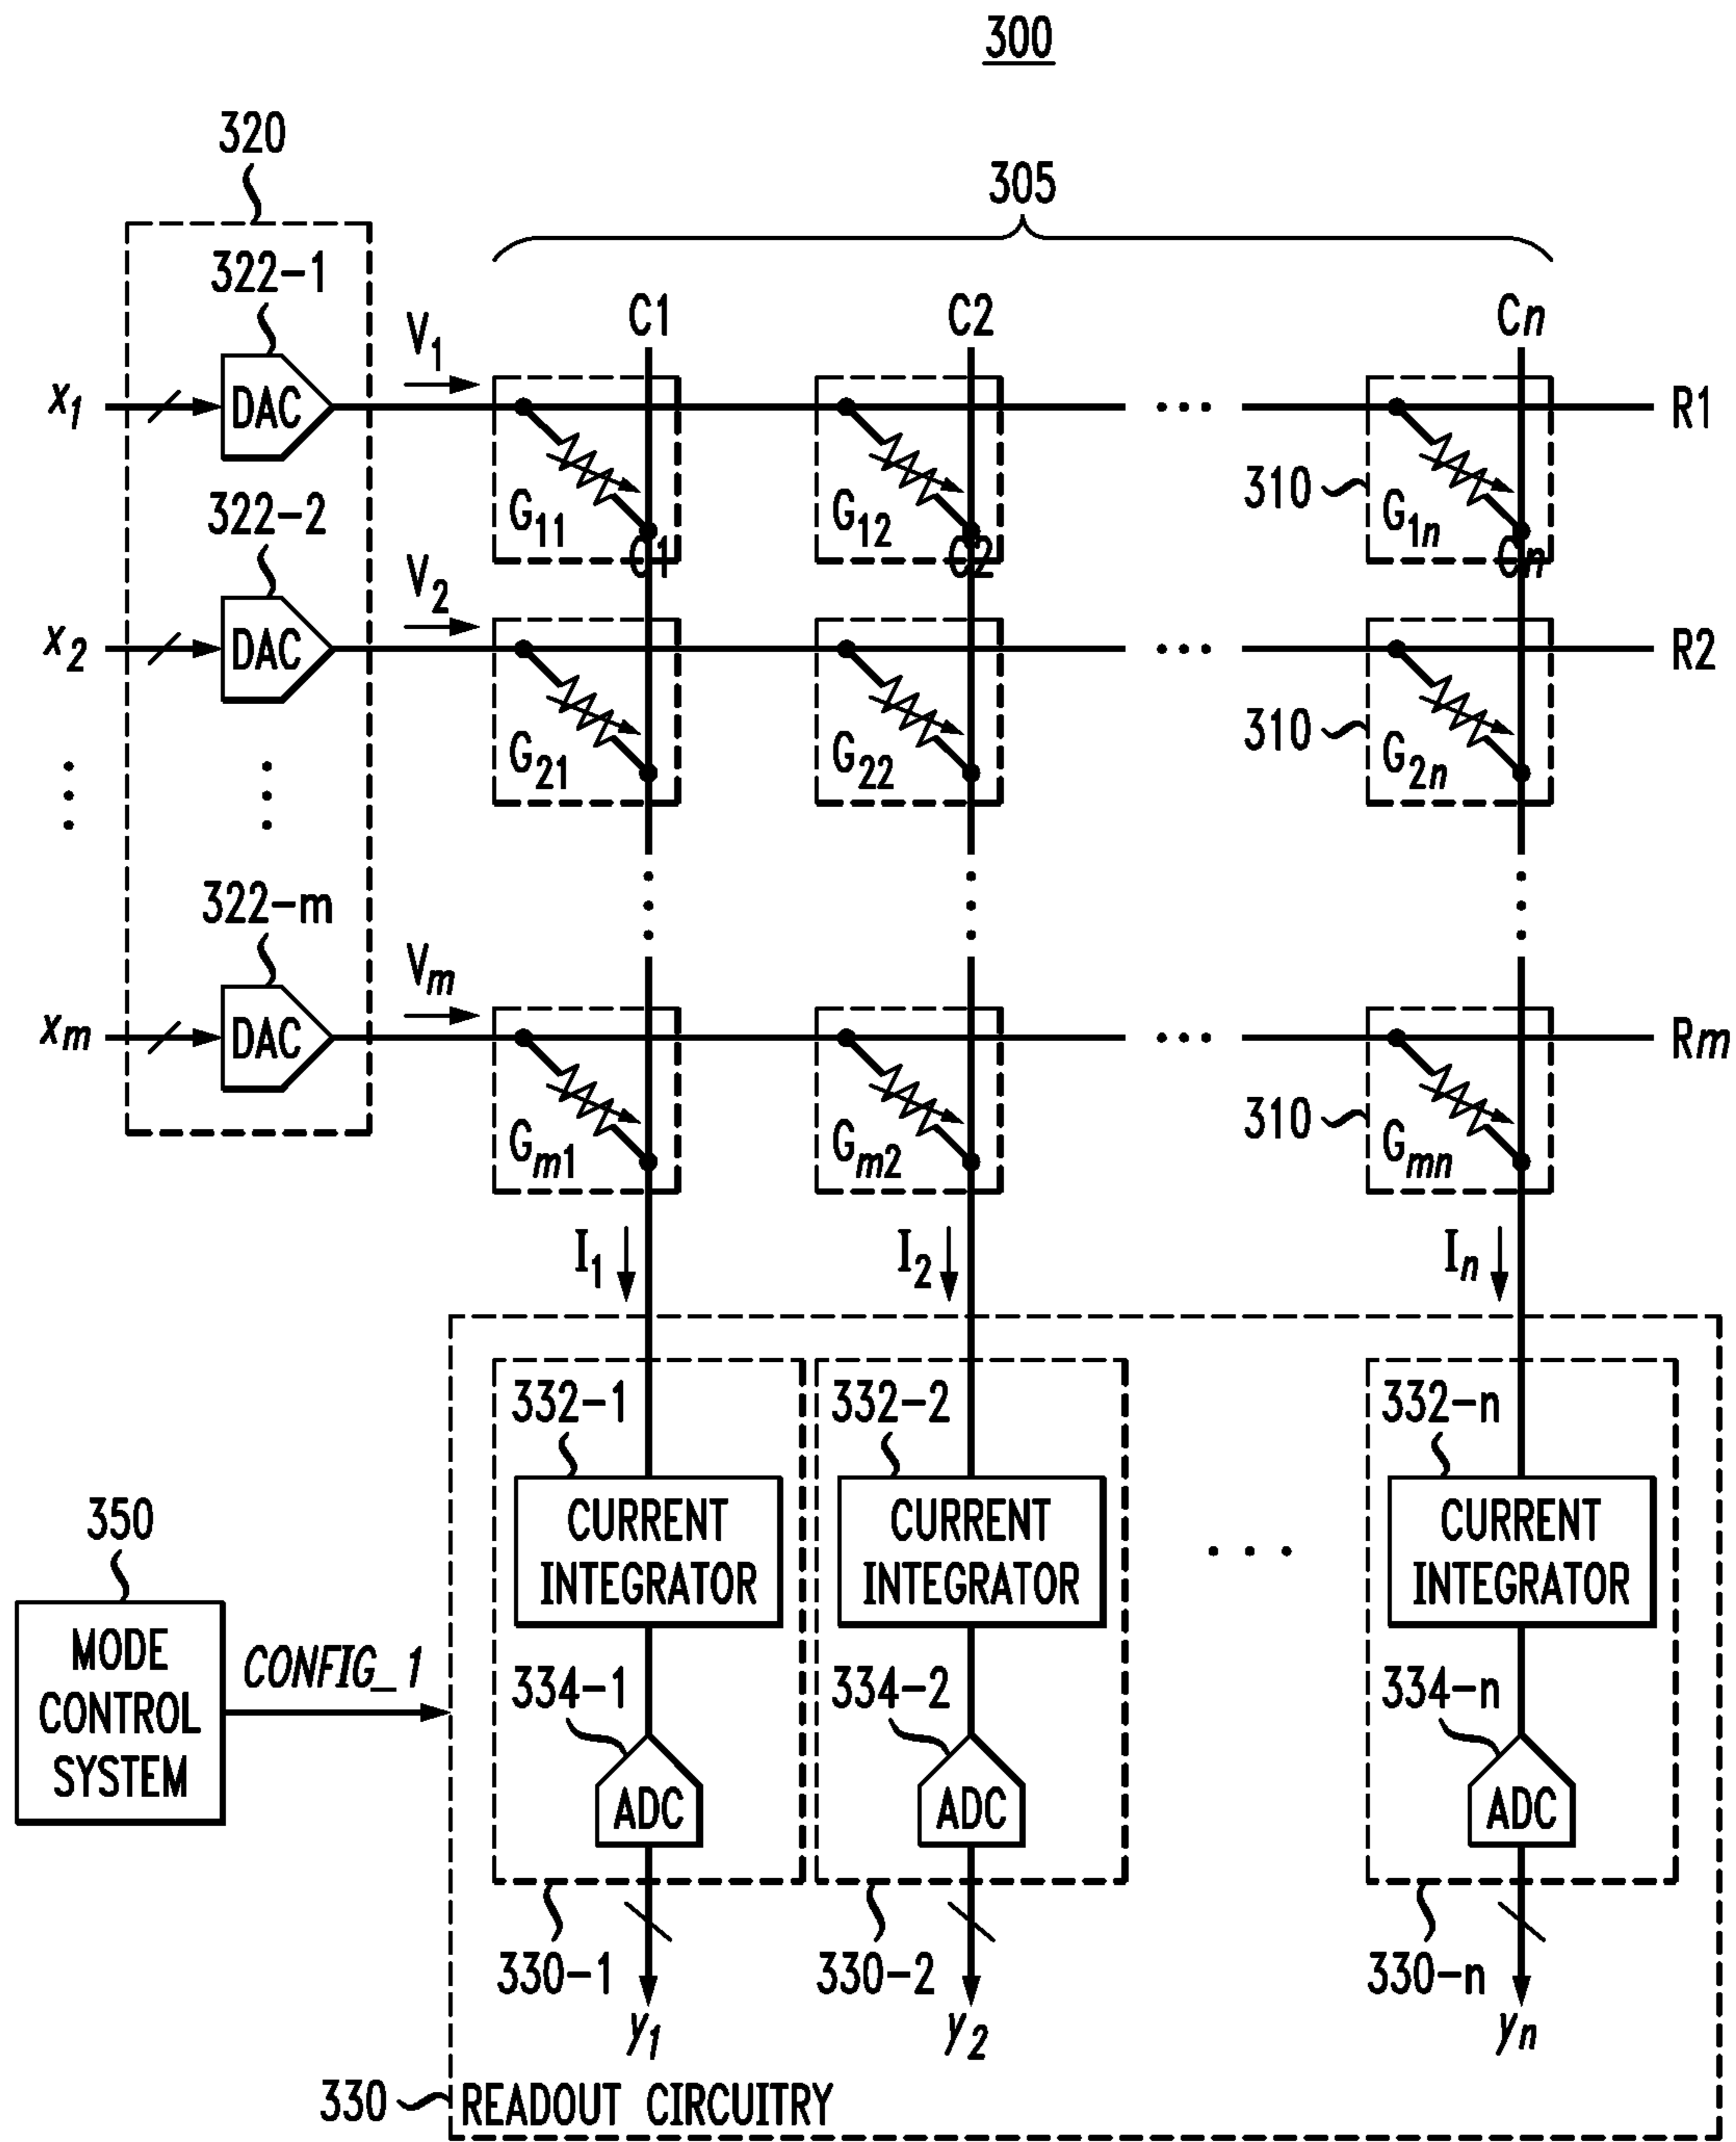 300
320
305
322-1
V1
C1
C2
Cn
x1
DAC
R1
G11
G12
310
G1n
322-2
C1
C2
Cn
V2
x2
DAC
R2
G21
G22
310
G2n
322-m
Vm
xm
DAC
Rm
Gm1
Gm2
310
Gmn
I1
I2
In
332-1
332-2
332-n
CURRENT
INTEGRATOR
CURRENT
INTEGRATOR
CURRENT
INTEGRATOR
350
MODE
CONTROL
SYSTEM
CONFIG_1
334-1
334-2
334-n
ADC
ADC
ADC
330-1
330-2
330-n
y1
y2
yn
330
READOUT CIRCUITRY